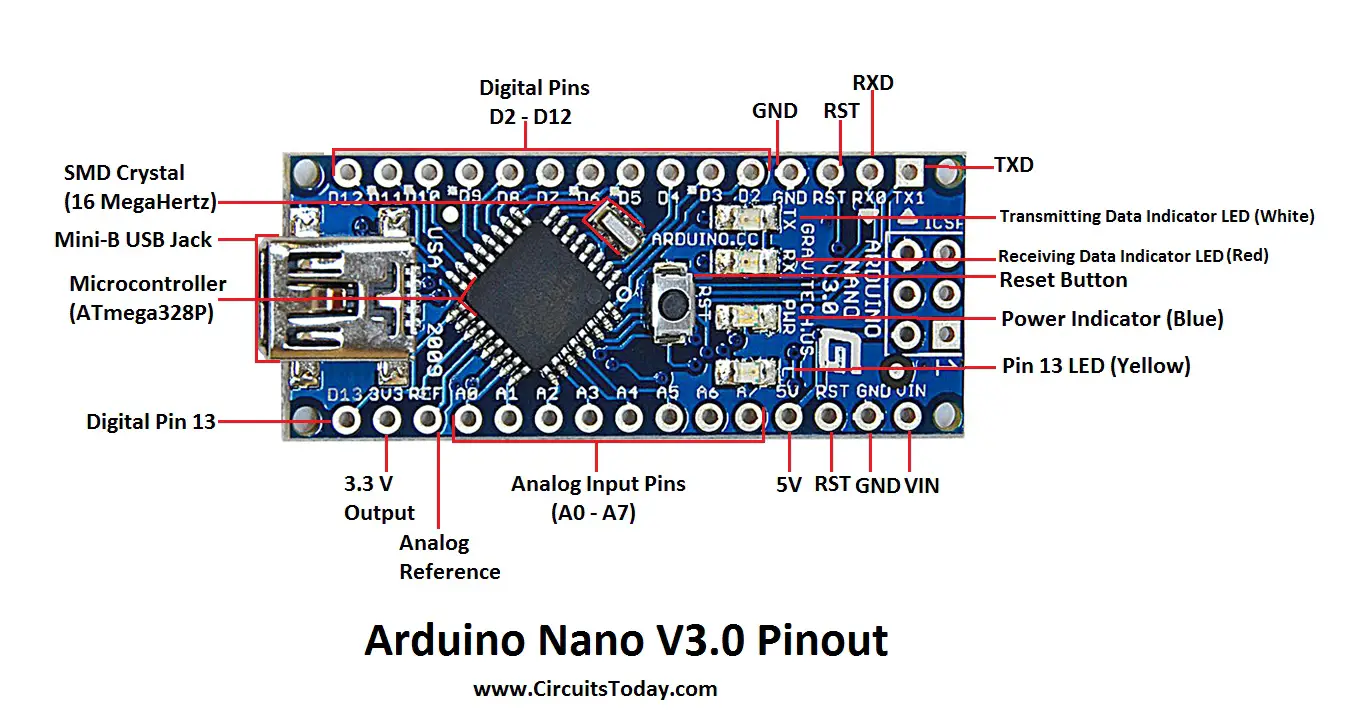 Digital Pins
D2 - D12
GND
RST
RXD
TXD
SMD Crystal
(16 MegaHertz)
Mini-B USB Jack
Microcontroller
(ATmega328P)
Digital Pin 13
D12 D11 D10 D9 D8 D7 D6 D5 D4 D3 D2 GND RST RX0 TX1
ICSP
USA
2009
ARDUINO.CC
TX
RX
PWR
L
RST
GRAVITECH.US
ARDUINO
NANO
V3.0
G
1
D13 3V3 REF A0 A1 A2 A3 A4 A5 A6 A7 5V RST GND VIN
Transmitting Data Indicator LED (White)
Receiving Data Indicator LED (Red)
Reset Button
Power Indicator (Blue)
Pin 13 LED (Yellow)
3.3 V
Output
Analog
Reference
Analog Input Pins
(A0 - A7)
5V
RST
GND
VIN
Arduino Nano V3.0 Pinout
www.CircuitsToday.com